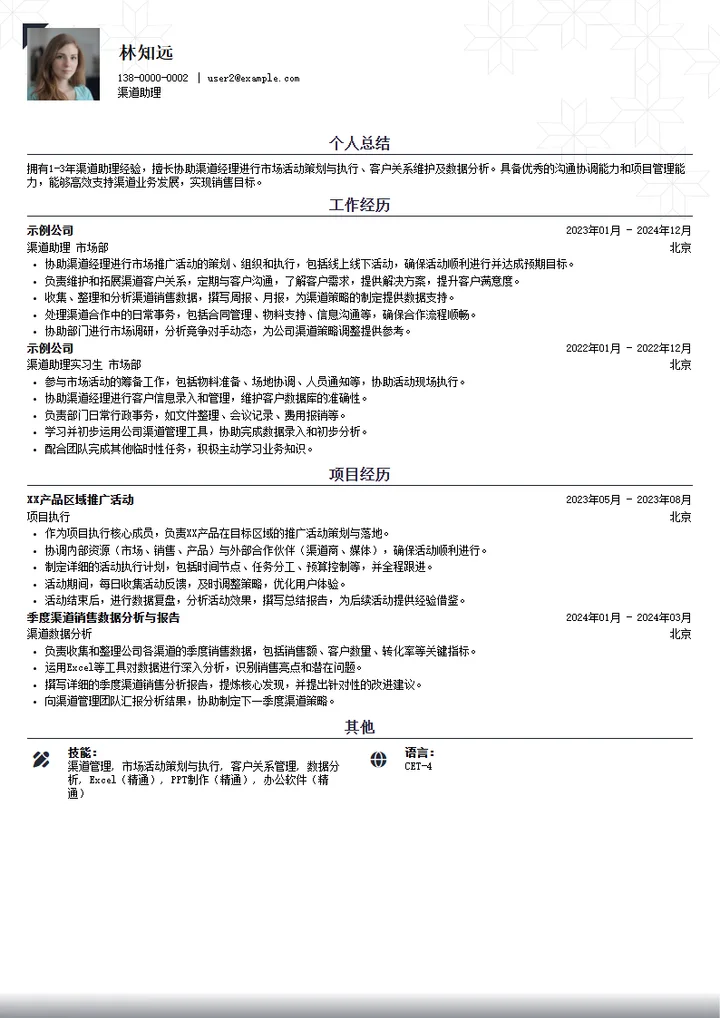 林知远
138-0000-0002 | user2@example.com
渠道助理
个人总结
拥有1-3年渠道助理经验，擅长协助渠道经理进行市场活动策划与执行、客户关系维护及数据分析。具备优秀的沟通协调能力和项目管理能
力，能够高效支持渠道业务发展，实现销售目标。
工作经历
示例公司 2023年01月 - 2024年12月
渠道助理 市场部 北京
• 协助渠道经理进行市场推广活动的策划、组织和执行，包括线上线下活动，确保活动顺利进行并达成预期目标。
• 负责维护和拓展渠道客户关系，定期与客户沟通，了解客户需求，提供解决方案，提升客户满意度。
• 收集、整理和分析渠道销售数据，撰写周报、月报，为渠道策略的制定提供数据支持。
• 处理渠道合作中的日常事务，包括合同管理、物料支持、信息沟通等，确保合作流程顺畅。
• 协助部门进行市场调研，分析竞争对手动态，为公司渠道策略调整提供参考。
示例公司 2022年01月 - 2022年12月
渠道助理实习生 市场部 北京
• 参与市场活动的筹备工作，包括物料准备、场地协调、人员通知等，协助活动现场执行。
• 协助渠道经理进行客户信息录入和管理，维护客户数据库的准确性。
• 负责部门日常行政事务，如文件整理、会议记录、费用报销等。
• 学习并初步运用公司渠道管理工具，协助完成数据录入和初步分析。
• 配合团队完成其他临时性任务，积极主动学习业务知识。
项目经历
XX产品区域推广活动 2023年05月 - 2023年08月
项目执行 北京
• 作为项目执行核心成员，负责XX产品在目标区域的推广活动策划与落地。
• 协调内部资源（市场、销售、产品）与外部合作伙伴（渠道商、媒体），确保活动顺利进行。
• 制定详细的活动执行计划，包括时间节点、任务分工、预算控制等，并全程跟进。
• 活动期间，每日收集活动反馈，及时调整策略，优化用户体验。
• 活动结束后，进行数据复盘，分析活动效果，撰写总结报告，为后续活动提供经验借鉴。
季度渠道销售数据分析与报告 2024年01月 - 2024年03月
渠道数据分析 北京
• 负责收集和整理公司各渠道的季度销售数据，包括销售额、客户数量、转化率等关键指标。
• 运用Excel等工具对数据进行深入分析，识别销售亮点和潜在问题。
• 撰写详细的季度渠道销售分析报告，提炼核心发现，并提出针对性的改进建议。
• 向渠道管理团队汇报分析结果，协助制定下一季度渠道策略。
其他
技能：
渠道管理, 市场活动策划与执行, 客户关系管理, 数据分
析, Excel（精通）, PPT制作（精通）, 办公软件（精
通）
语言：
CET-4